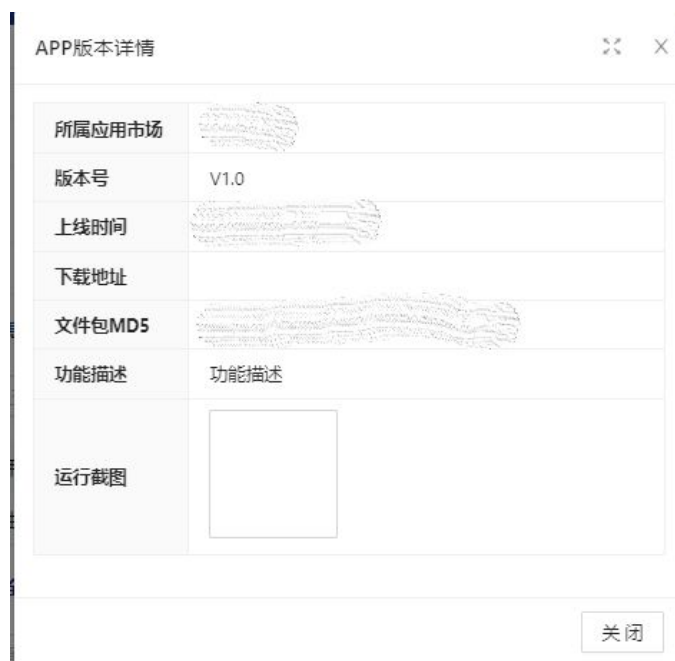 APP版本详情
所属应用市场
版本号 V1.0
上线时间
下载地址
文件包MD5
功能描述 功能描述
运行截图
关闭